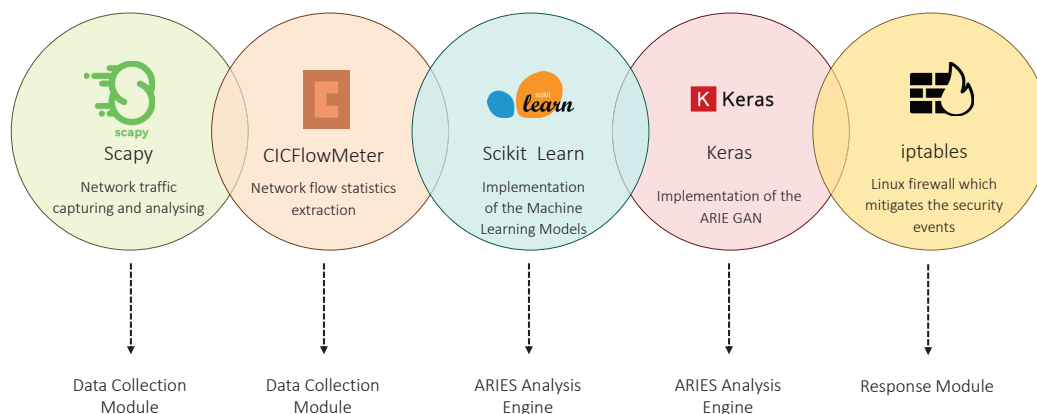 scapy
Scapy
Network traffic
capturing and analysing
CICFlowMeter
Network flow statistics
extraction
scikit
learn
Scikit Learn
Implementation
of the Machine
Learning Models
K Keras
Keras
Implementation of the
ARIE GAN
iptables
Linux firewall which
mitigates the security
events
Data Collection
Module
Data Collection
Module
ARIES Analysis
Engine
ARIES Analysis
Engine
Response Module